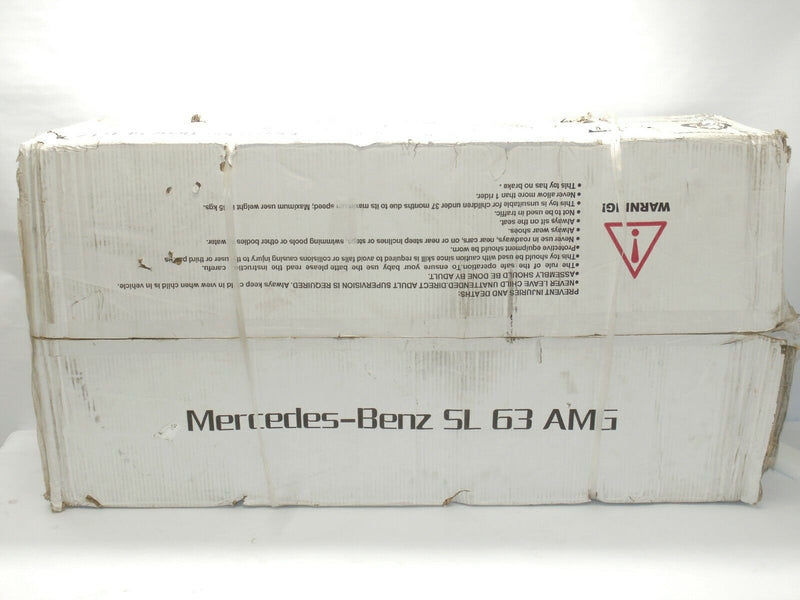 PREVENT INJURIES AND DEATHS:
●NEVER LEAVE CHILD UNATTENDED.DIRECT ADULT SUPERVISION IS REQUIRED. Always keep child in view when child is in vehicle.
●ASSEMBLY SHOULD BE DONE BY ADULT.
●The rule of the safe operation.To ensure your baby use the battle please read the instruction careful.
●This toy should be used with caution since skill is required to avoid falls or collisions causing injury to the user or third
●Protective equipment should be worn.
●Never use in roadways, near cars, on or near steep inclines or steps, swimming pools or other bodies water.
●Always wear shoes.
●Always sit on the seat.
●Not to be used in traffic.
●This toy is unsuitable for children under 37 months due to its maximum speed, Maximum user weight kgs.
●Never allow more than 1 rider.
●This toy has no brake.
WARNING!
Mercedes-Benz SL 63 AMG